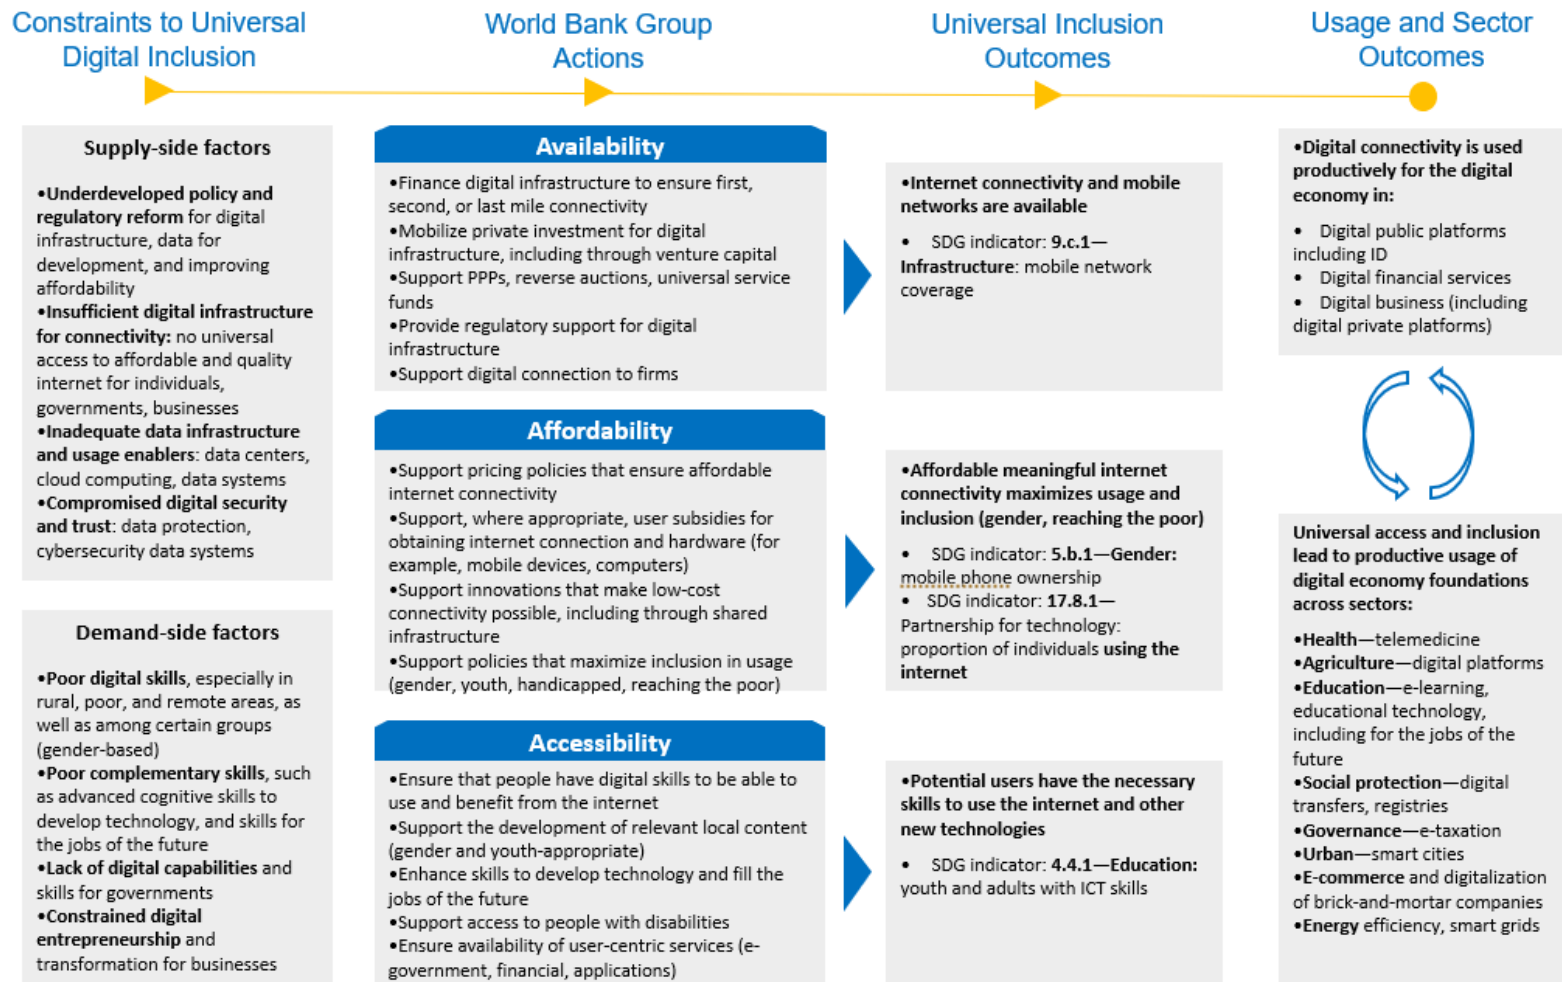 Constraints to Universal
Digital Inclusion
World Bank Group
Actions
Universal Inclusion
Outcomes
Usage and Sector
Outcomes
Supply-side factors
•Underdeveloped policy and
regulatory reform for digital
infrastructure, data for
development, and improving
affordability
•Insufficient digital infrastructure
for connectivity: no universal
access to affordable and quality
internet for individuals,
governments, businesses
•Inadequate data infrastructure
and usage enablers: data centers,
cloud computing, data systems
•Compromised digital security
and trust: data protection,
cybersecurity data systems
Demand-side factors
•Poor digital skills, especially in
rural, poor, and remote areas, as
well as among certain groups
(gender-based)
•Poor complementary skills, such
as advanced cognitive skills to
develop technology, and skills for
the jobs of the future
•Lack of digital capabilities and
skills for governments
•Constrained digital
entrepreneurship and
transformation for businesses
Availability
•Finance digital infrastructure to ensure first,
second, or last mile connectivity
•Mobilize private investment for digital
infrastructure, including through venture capital
•Support PPPs, reverse auctions, universal service
funds
•Provide regulatory support for digital
infrastructure
•Support digital connection to firms
Affordability
•Support pricing policies that ensure affordable
internet connectivity
•Support, where appropriate, user subsidies for
obtaining internet connection and hardware (for
example, mobile devices, computers)
•Support innovations that make low-cost
connectivity possible, including through shared
infrastructure
•Support policies that maximize inclusion in usage
(gender, youth, handicapped, reaching the poor)
Accessibility
•Ensure that people have digital skills to be able to
use and benefit from the internet
•Support the development of relevant local content
(gender and youth-appropriate)
•Enhance skills to develop technology and fill the
jobs of the future
•Support access to people with disabilities
•Ensure availability of user-centric services (e-
government, financial, applications)
•Internet connectivity and mobile
networks are available
• SDG indicator: 9.c.1—
Infrastructure: mobile network
coverage
•Affordable meaningful internet
connectivity maximizes usage and
inclusion (gender, reaching the poor)
• SDG indicator: 5.b.1—Gender:
mobile phone ownership
• SDG indicator: 17.8.1—
Partnership for technology:
proportion of individuals using the
internet
•Potential users have the necessary
skills to use the internet and other
new technologies
• SDG indicator: 4.4.1—Education:
youth and adults with ICT skills
•Digital connectivity is used
productively for the digital
economy in:
• Digital public platforms
including ID
• Digital financial services
• Digital business (including
digital private platforms)
Universal access and inclusion
lead to productive usage of
digital economy foundations
across sectors:
•Health—telemedicine
•Agriculture—digital platforms
•Education—e-learning,
educational technology,
including for the jobs of the
future
•Social protection—digital
transfers, registries
•Governance—e-taxation
•Urban—smart cities
•E-commerce and digitalization
of brick-and-mortar companies
•Energy efficiency, smart grids